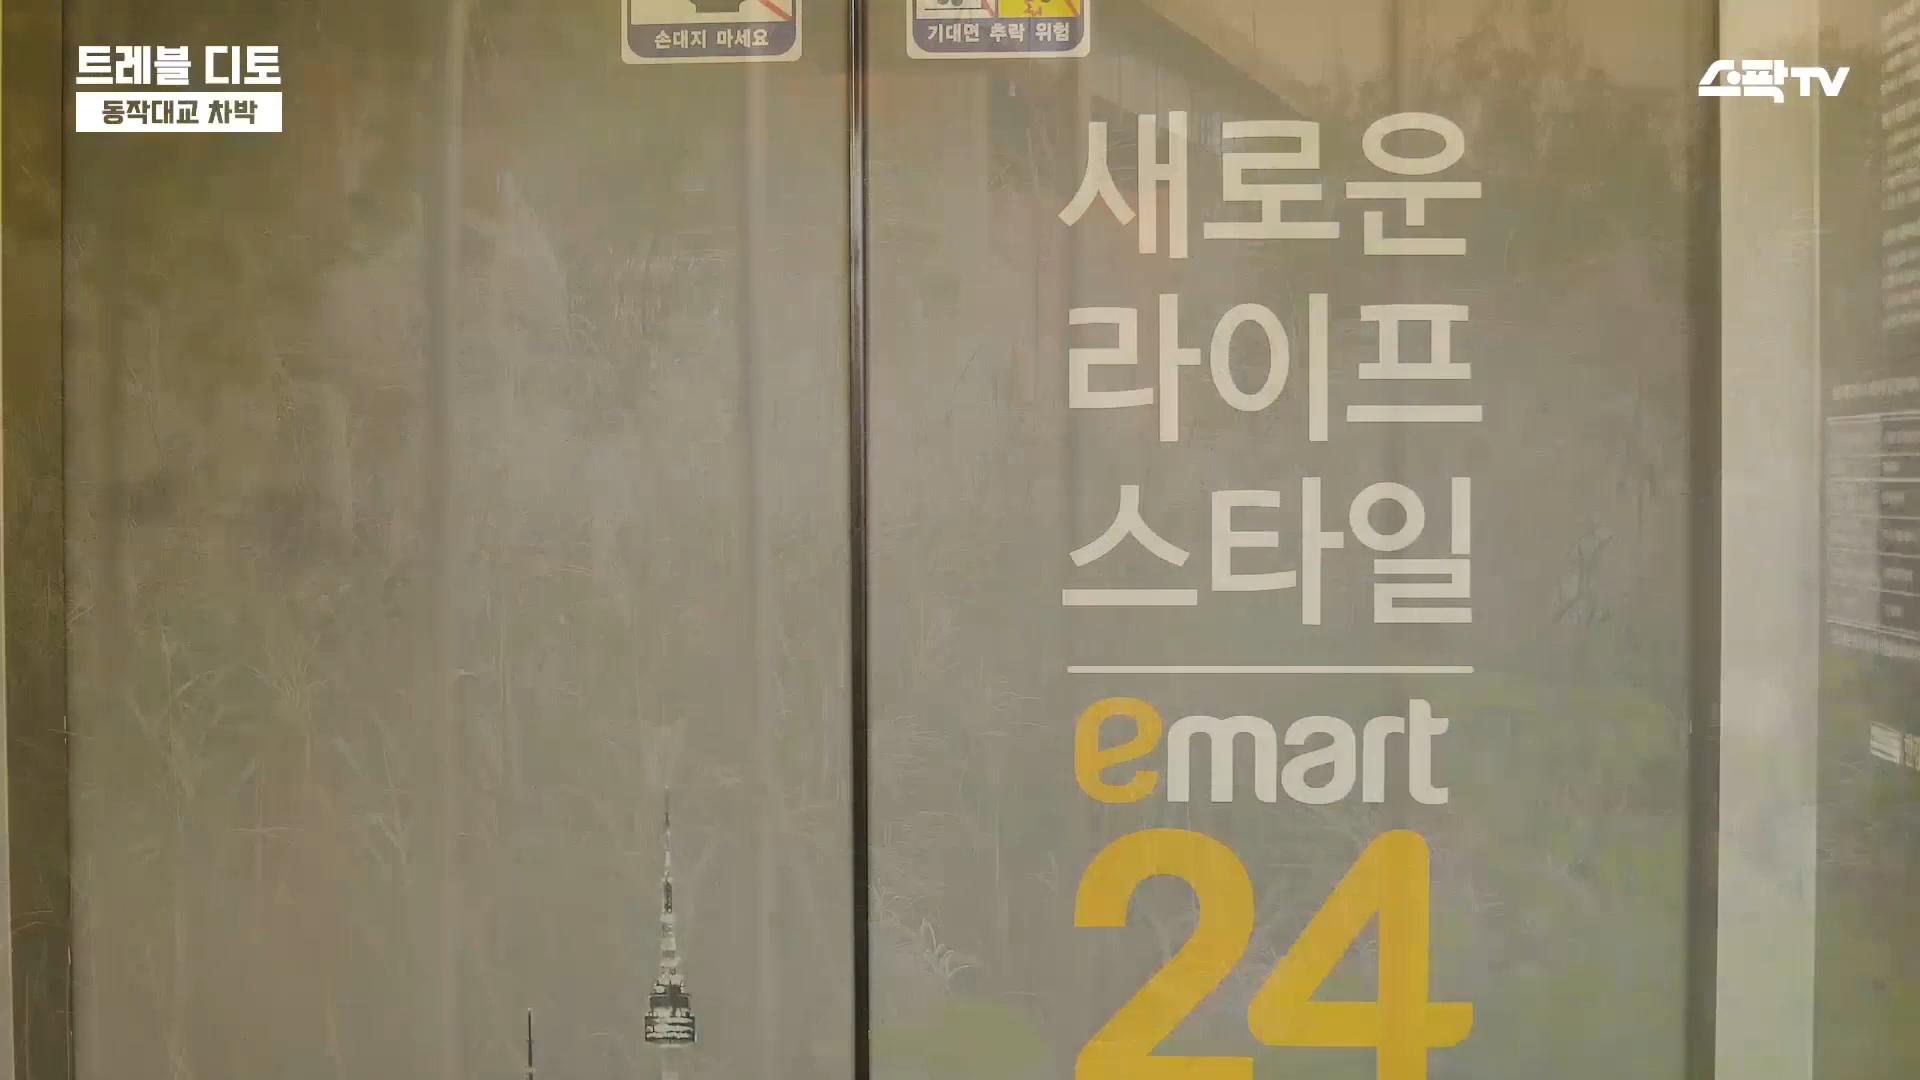 트레블 디토
동작대교 차박
손대지 마세요
기대면 추락 위험
스팍TV
새로운
라이프
스타일
emart
24